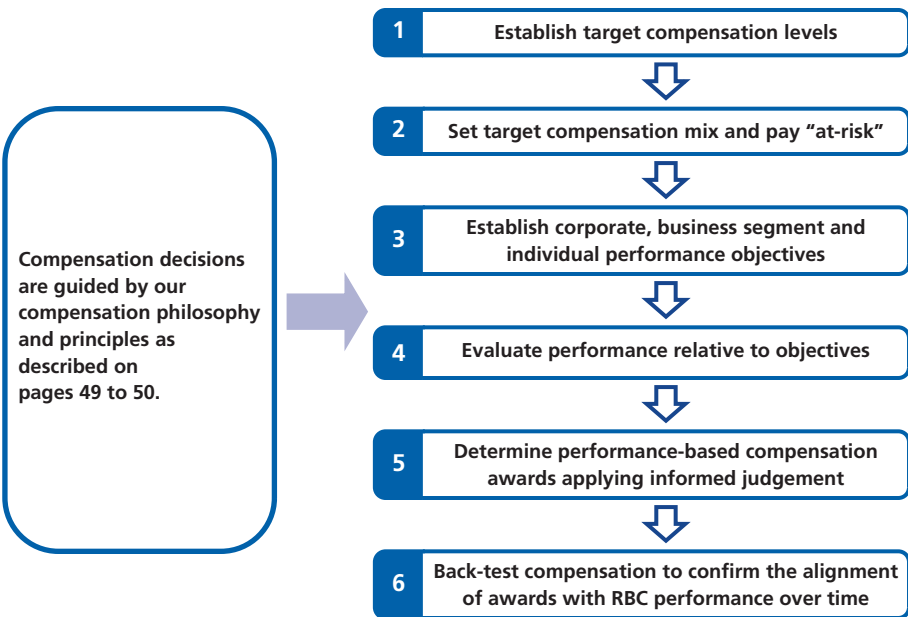 Compensation decisions
are guided by our
compensation philosophy
and principles as
described on
pages 49 to 50.
1
Establish target compensation levels
2
Set target compensation mix and pay “at-risk”
3
Establish corporate, business segment and
individual performance objectives
4
Evaluate performance relative to objectives
5
Determine performance-based compensation
awards applying informed judgement
6
Back-test compensation to confirm the alignment
of awards with RBC performance over time